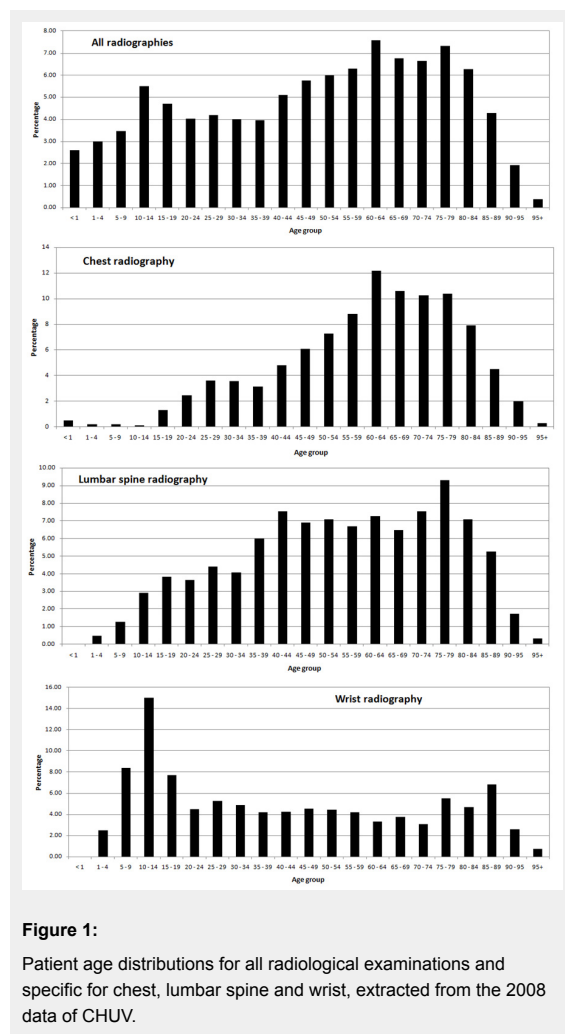 All radiographies
8.00
7.00
6.00
5.00
4.00
3.00
2.00
1.00
0.00
Percentage
<1 1-4 5-9 10-14 15-19 20-24 25-29 30-34 35-39 40-44 45-49 50-54 55-59 60-64 65-69 70-74 75-79 80-84 85-89 90-95 95+
Age group
Chest radiography
14
12
10
8
6
4
2
0
Percentage
<1 1-4 5-9 10-14 15-19 20-24 25-29 30-34 35-39 40-44 45-49 50-54 55-59 60-64 65-69 70-74 75-79 80-84 85-89 90-95 95+
Age group
Lumbar spine radiography
10.00
9.00
8.00
7.00
6.00
5.00
4.00
3.00
2.00
1.00
0.00
Percentage
<1 1-4 5-9 10-14 15-19 20-24 25-29 30-34 35-39 40-44 45-49 50-54 55-59 60-64 65-69 70-74 75-79 80-84 85-89 90-95 95+
Age group
Wrist radiography
16.00
14.00
12.00
10.00
8.00
6.00
4.00
2.00
0.00
Percentage
<1 1-4 5-9 10-14 15-19 20-24 25-29 30-34 35-39 40-44 45-49 50-54 55-59 60-64 65-69 70-74 75-79 80-84 85-89 90-95 95+
Age group
Figure 1:
Patient age distributions for all radiological examinations and
specific for chest, lumbar spine and wrist, extracted from the 2008
data of CHUV.